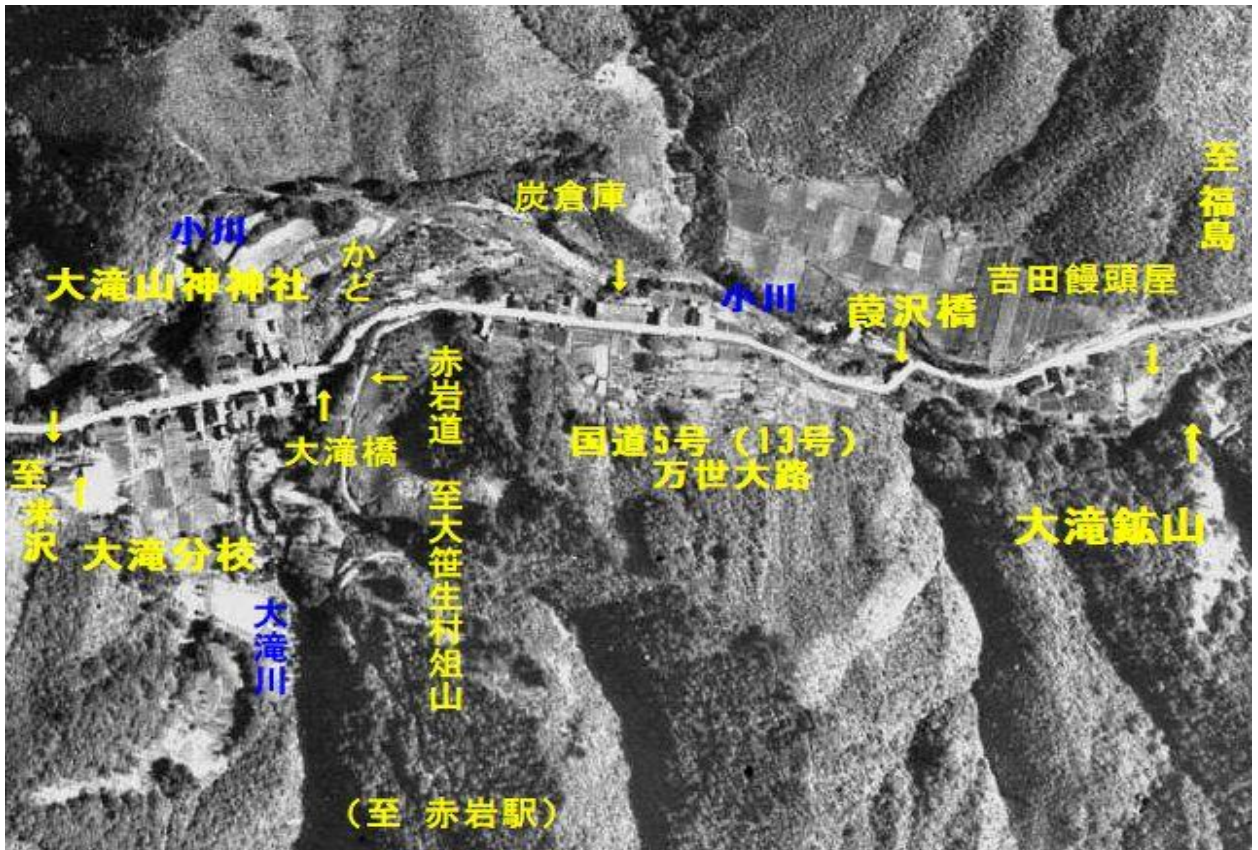 至福島
炭倉庫
小川
かど
大滝山神神社
吉田饅頭屋
小川
葭沢橋
赤岩道 至大笹生村俎山
大滝橋
国道5号(13号)
万世大路
至米沢
大滝鉱山
大滝分校
大滝川
(至 赤岩駅)